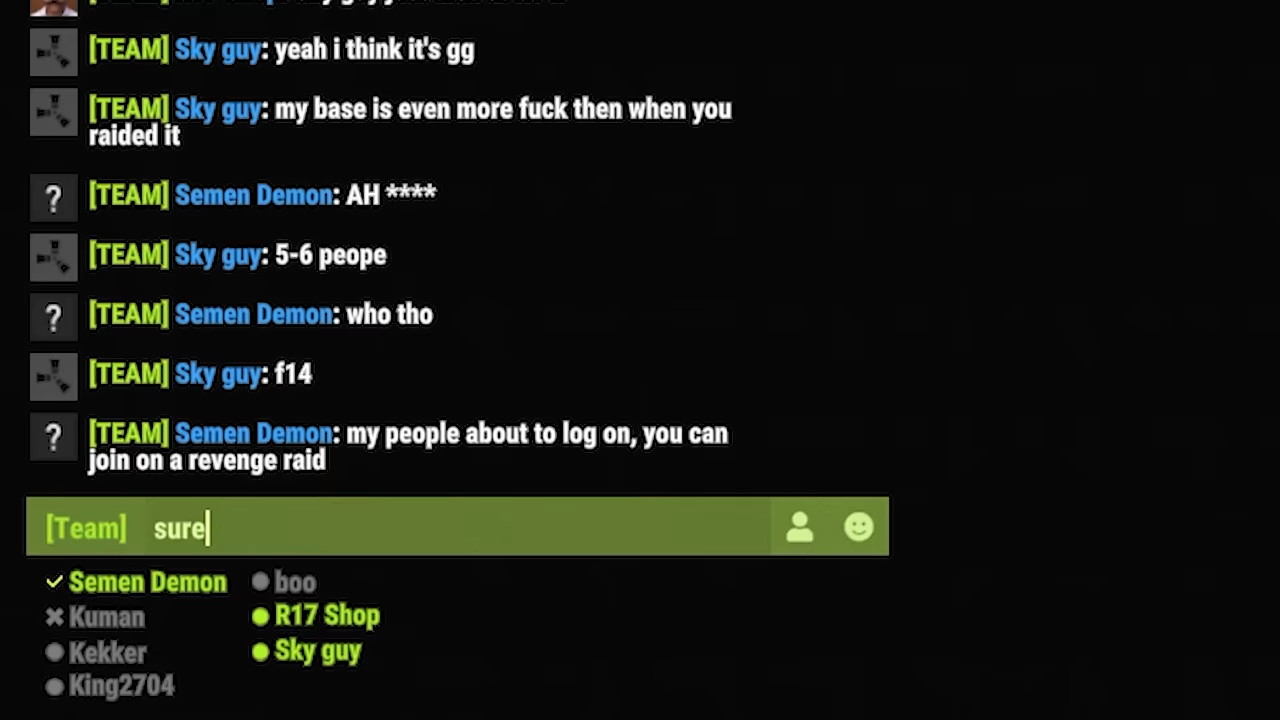 [TEAM] Sky guy: yeah i think it's gg
[TEAM] Sky guy: my base is even more fuck then when you
raided it
? [TEAM] Semen Demon: AH ****
[TEAM] Sky guy: 5-6 peope
? [TEAM] Semen Demon: who tho
[TEAM] Sky guy: f14
? [TEAM] Semen Demon: my people about to log on, you can
join on a revenge raid
[Team] sure
Semen Demon boo
Kuman R17 Shop
Kekker Sky guy
King2704